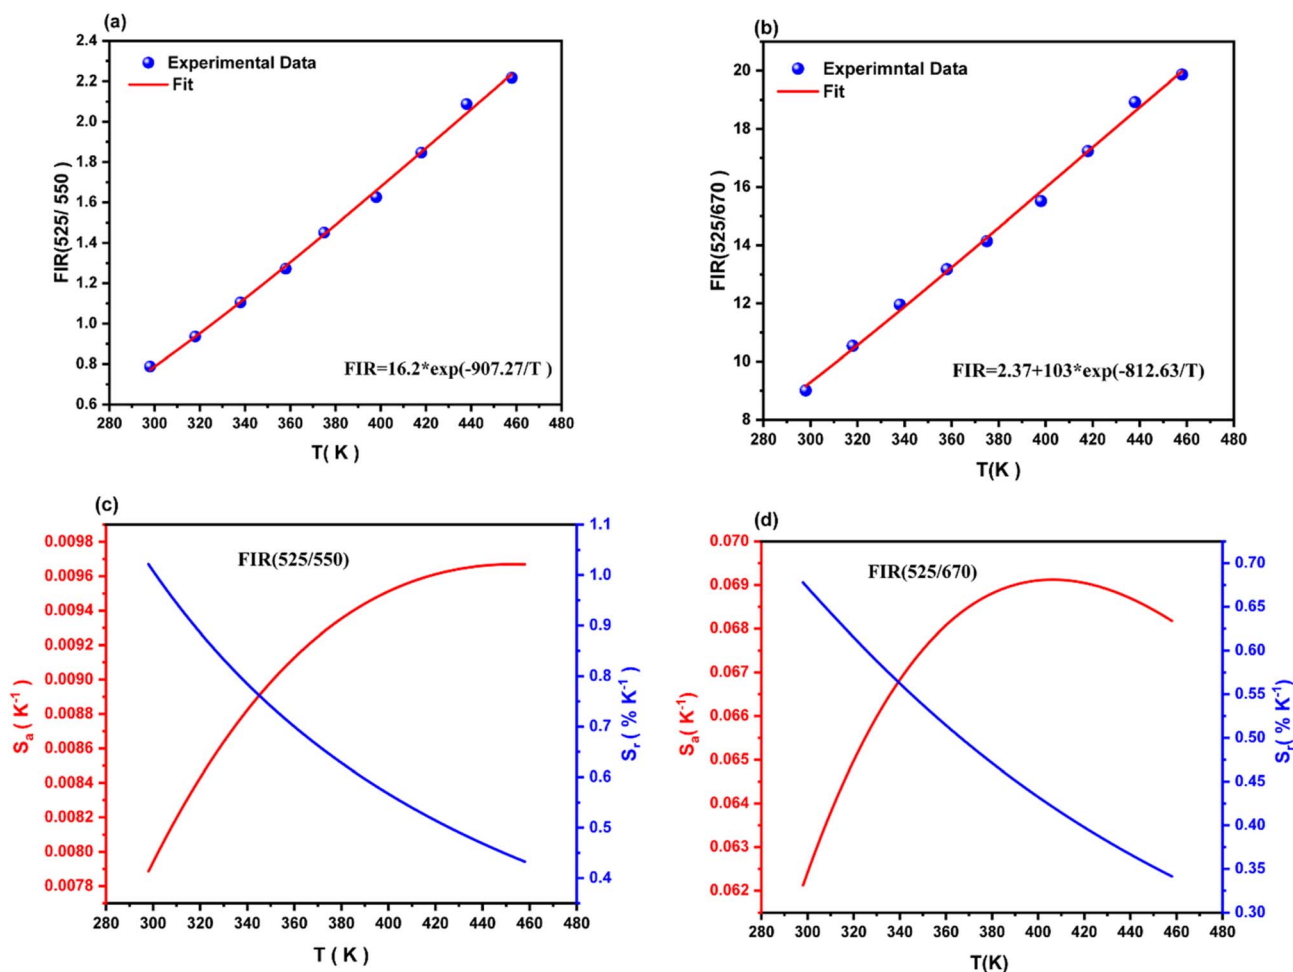 (a)
2.4
2.2
2.0
1.8
1.6
1.4
1.2
1.0
0.8
0.6
FIR(525/ 550 )
Experimental Data
Fit
FIR=16.2*exp(-907.27/T )
280 300 320 340 360 380 400 420 440 460 480
T( K )
(b)
20
18
16
14
12
10
8
FIR(525/670 )
Experimntal Data
Fit
FIR=2.37+103*exp(-812.63/T)
280 300 320 340 360 380 400 420 440 460 480
T(K )
(c)
0.0098
0.0096
0.0094
0.0092
0.0090
0.0088
0.0086
0.0084
0.0082
0.0080
0.0078
Sa ( K-1)
FIR(525/550)
1.1
1.0
0.9
0.8
0.7
0.6
0.5
0.4
Sr ( % K-1)
280 300 320 340 360 380 400 420 440 460 480
T ( K )
(d)
0.070
0.069
0.068
0.067
0.066
0.065
0.064
0.063
0.062
Sa( K-1)
FIR(525/670)
0.70
0.65
0.60
0.55
0.50
0.45
0.40
0.35
0.30
Sr( % K-1)
280 300 320 340 360 380 400 420 440 460 480
T(K)